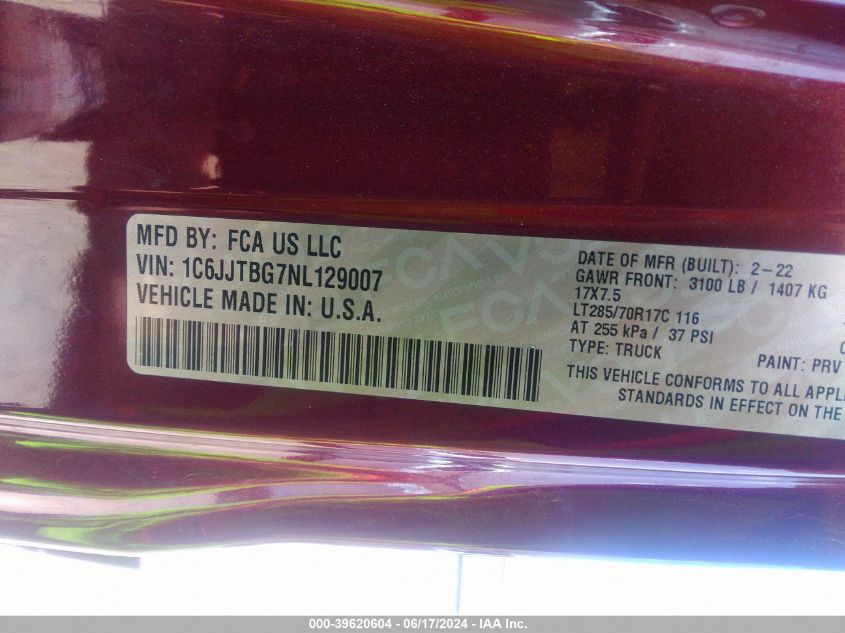 MFD BY: FCA US LLC
VIN: 1C6JJTBG7NL129007
VEHICLE MADE IN: U.S.A.
DATE OF MFR (BUILT): 2-22
GAWR FRONT: 3100 LB / 1407 KG
17X7.5
LT285/70R17C 116
AT 255 kPa / 37 PSI
TYPE: TRUCK
PAINT: PRV
THIS VEHICLE CONFORMS TO ALL
STANDARDS IN EFFECT ON THE
000-39620604 - 06/17/2024 - IAA Inc.